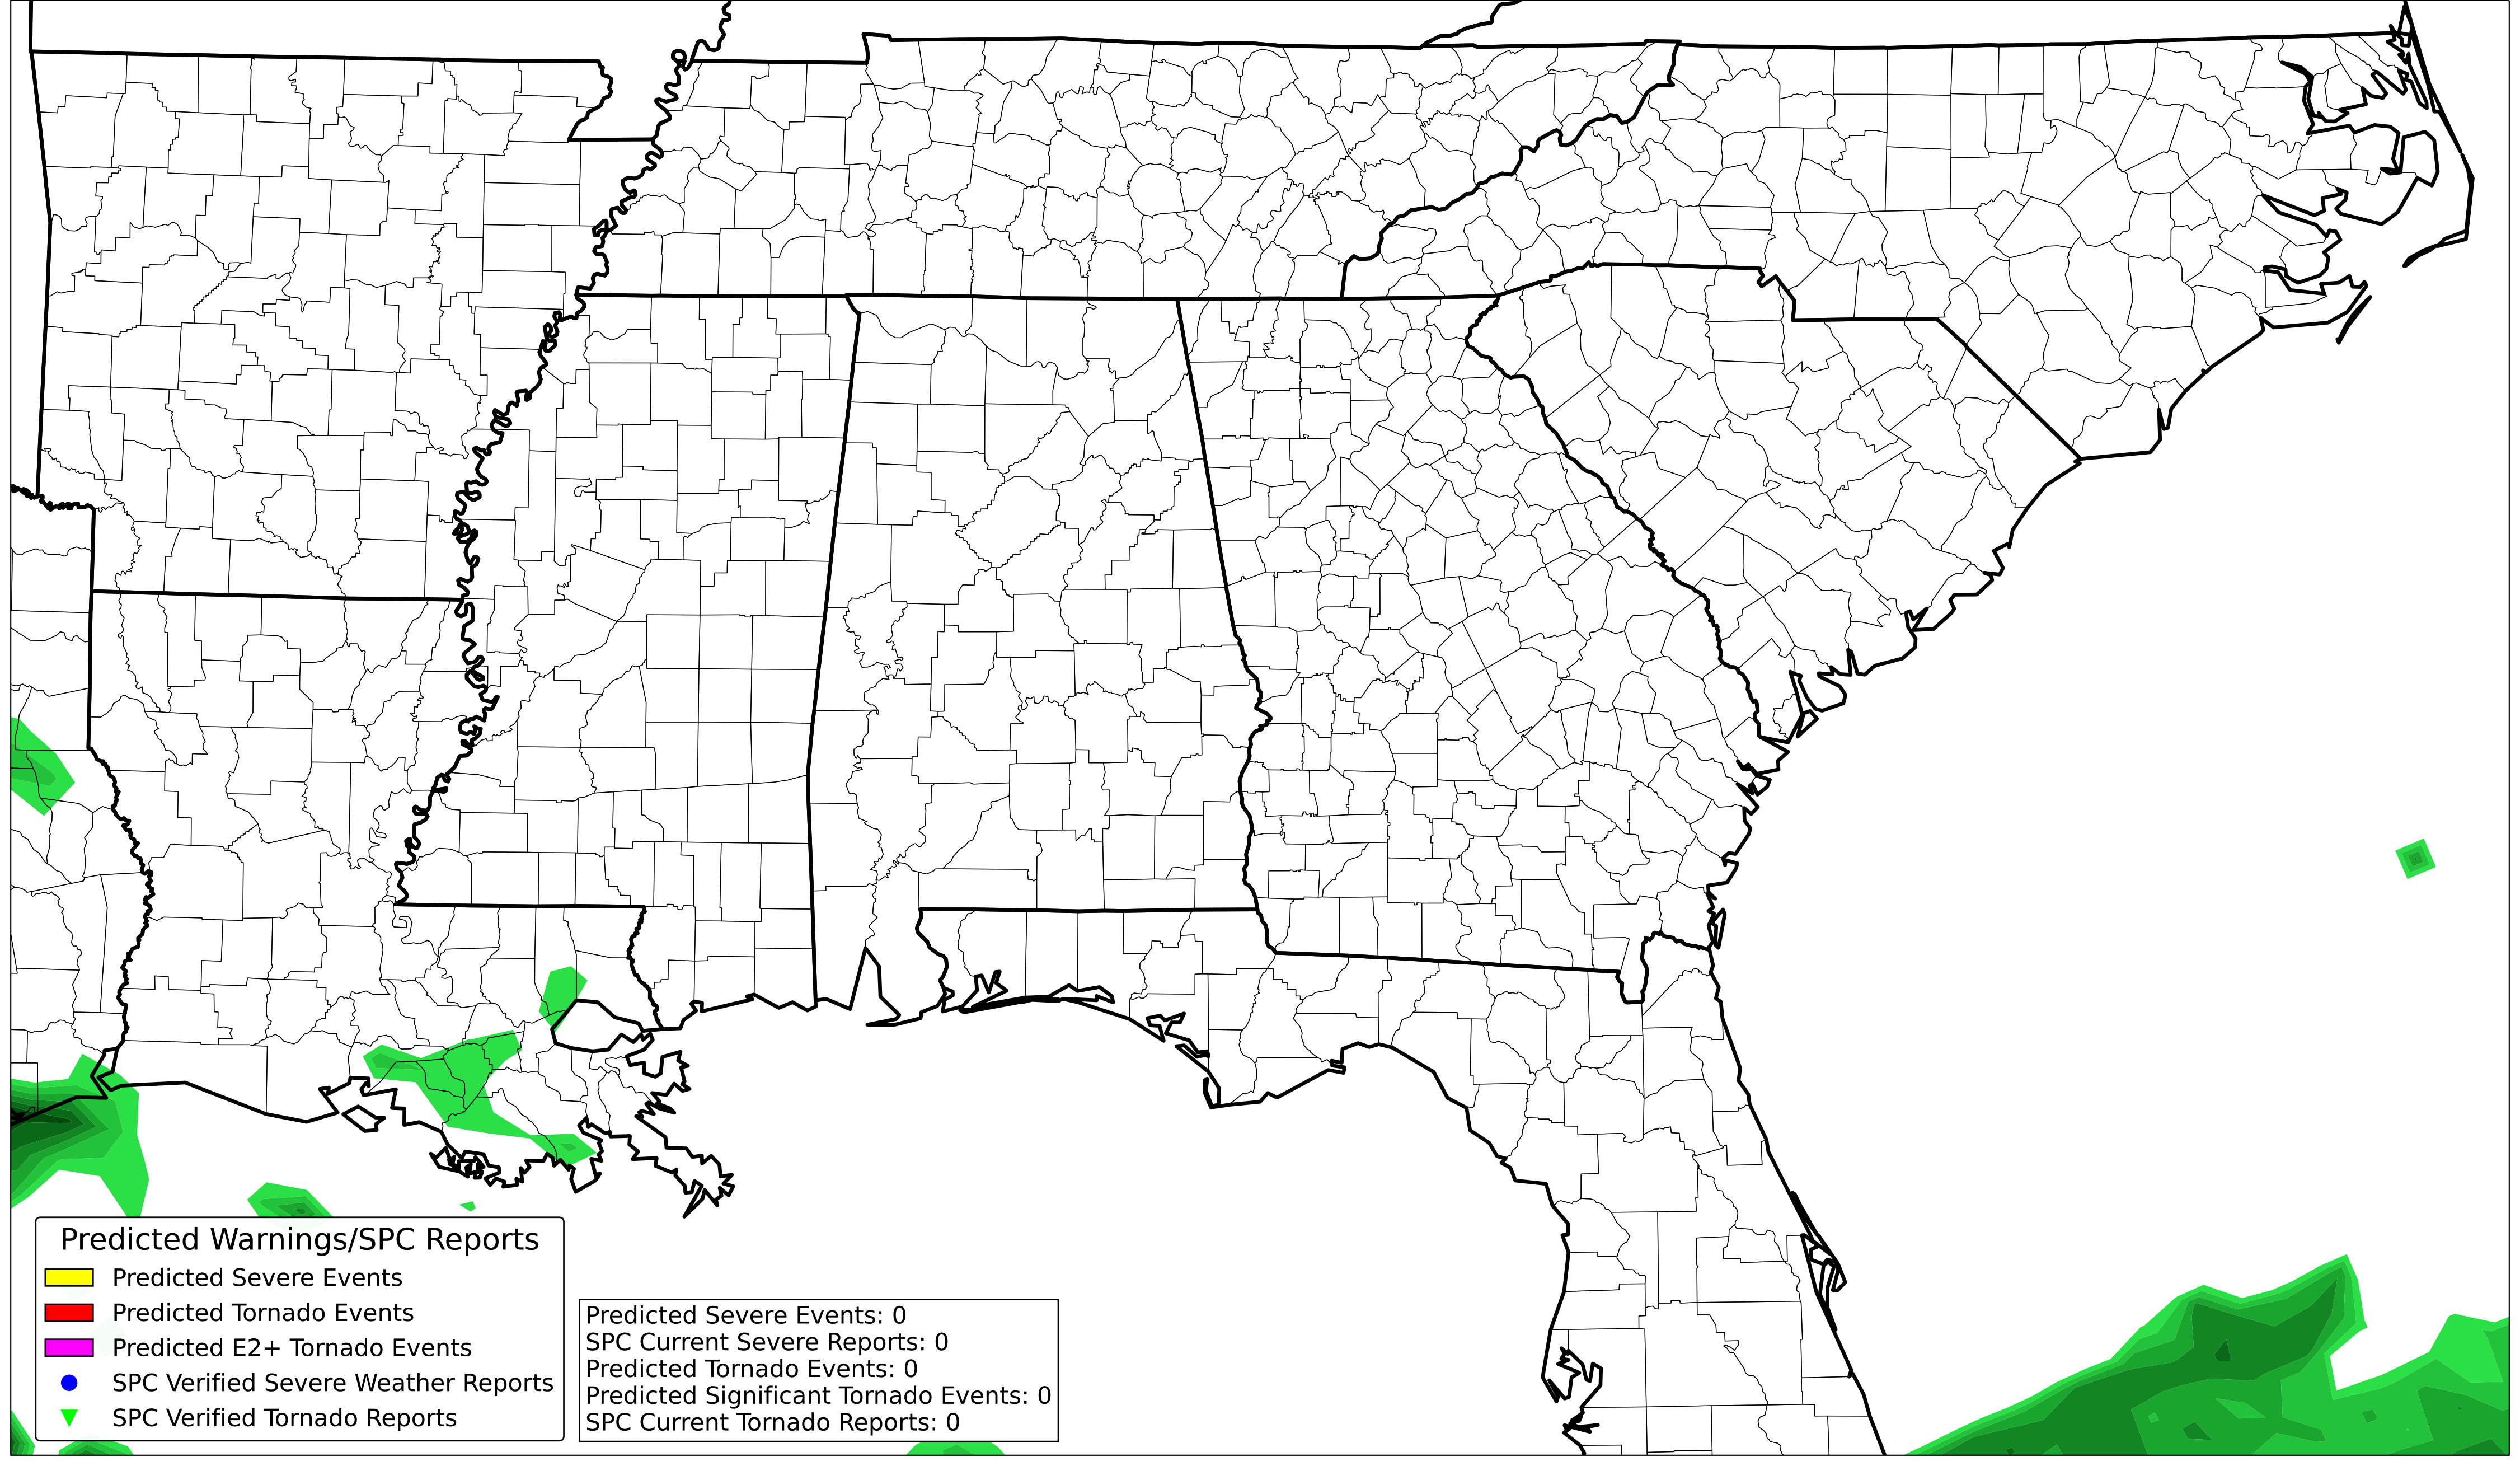 Predicted Warnings/SPC Reports
Predicted Severe Events
Predicted Tornado Events
Predicted E2+ Tornado Events
SPC Verified Severe Weather Reports
SPC Verified Tornado Reports
Predicted Severe Events: 0
SPC Current Severe Reports: 0
Predicted Tornado Events: 0
Predicted Significant Tornado Events: 0
SPC Current Tornado Reports: 0